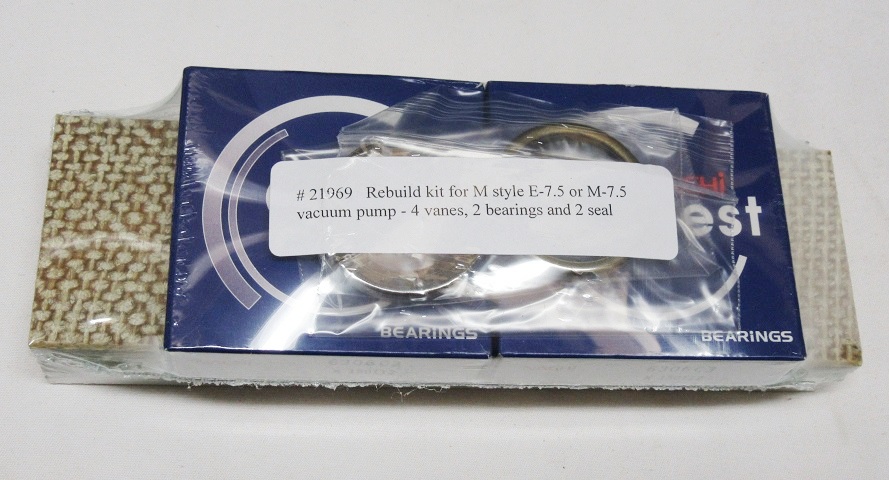 # 21969 Rebuild kit for M style E-7.5 or M-7.5
vacuum pump - 4 vanes, 2 bearings and 2 seal
est
BEARINGS
BEARINGS